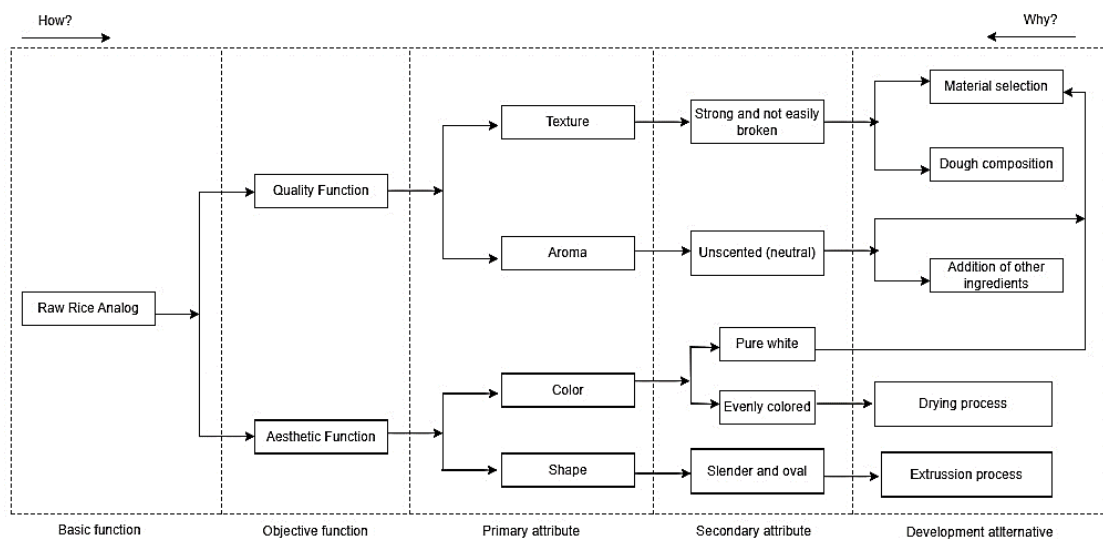 How?
Why?
Material selection
Texture
Strong and not easily
broken
Dough composition
Quality Function
Aroma
Unscented (neutral)
Addition of other
ingredients
Raw Rice Analog
Pure white
Color
Evenly colored
Drying process
Aesthetic Function
Shape
Slender and oval
Extrussion process
Basic function
Objective function
Primary attribute
Secondary attribute
Development atlternative